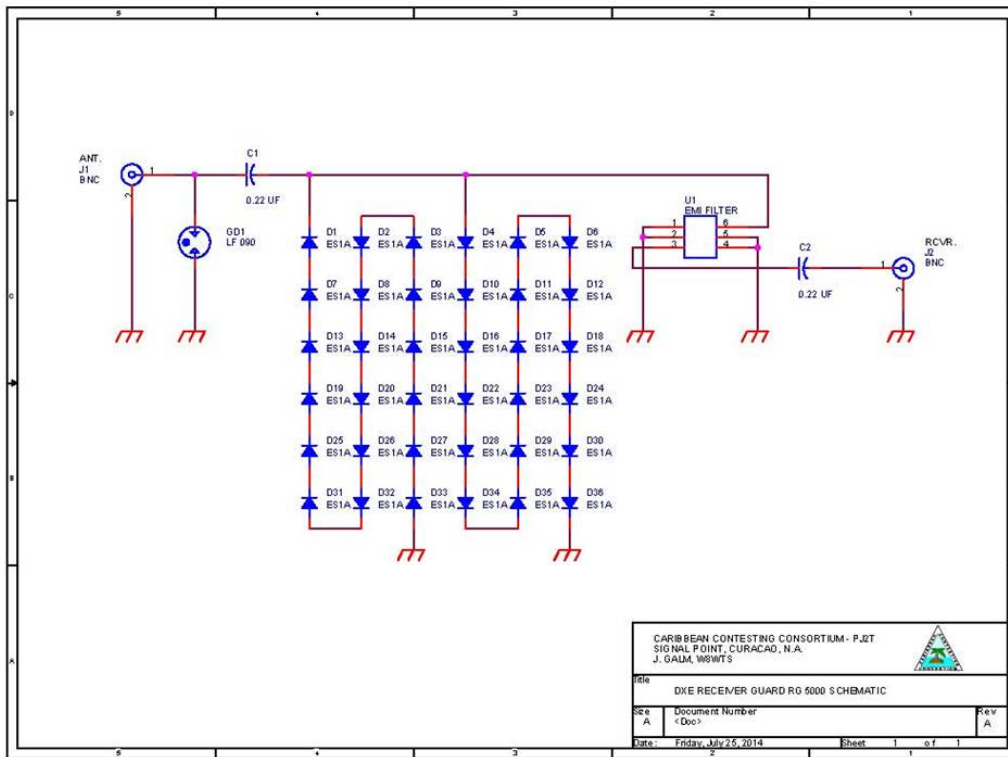 5 4 3 2 1
D
C
B
A
ANT.
J1
BNC
1
2
GD1
LF 090
C1
0.22 UF
D1 D2 D3 D4 D5 D6
ES1A ES1A ES1A ES1A ES1A ES1A
D7 D8 D9 D10 D11 D12
ES1A ES1A ES1A ES1A ES1A ES1A
D13 D14 D15 D16 D17 D18
ES1A ES1A ES1A ES1A ES1A ES1A
D19 D20 D21 D22 D23 D24
ES1A ES1A ES1A ES1A ES1A ES1A
D25 D26 D27 D28 D29 D30
ES1A ES1A ES1A ES1A ES1A ES1A
D31 D32 D33 D34 D35 D36
ES1A ES1A ES1A ES1A ES1A ES1A
U1
EMI FILTER
1 6
2 5
3 4
C2
0.22 UF
RCVR.
J2
BNC
1
2
CARIBBEAN CONTESTING CONSORTIUM - PJ2T
SIGNAL POINT, CURACAO, N.A.
J. GALM, W8WTS
Title
DXE RECEIVER GUARD RG 5000 SCHEMATIC
Size Document Number Rev
A <Doc> A
Date: Friday, July 25, 2014 Sheet 1 of 1
5 4 3 2 1